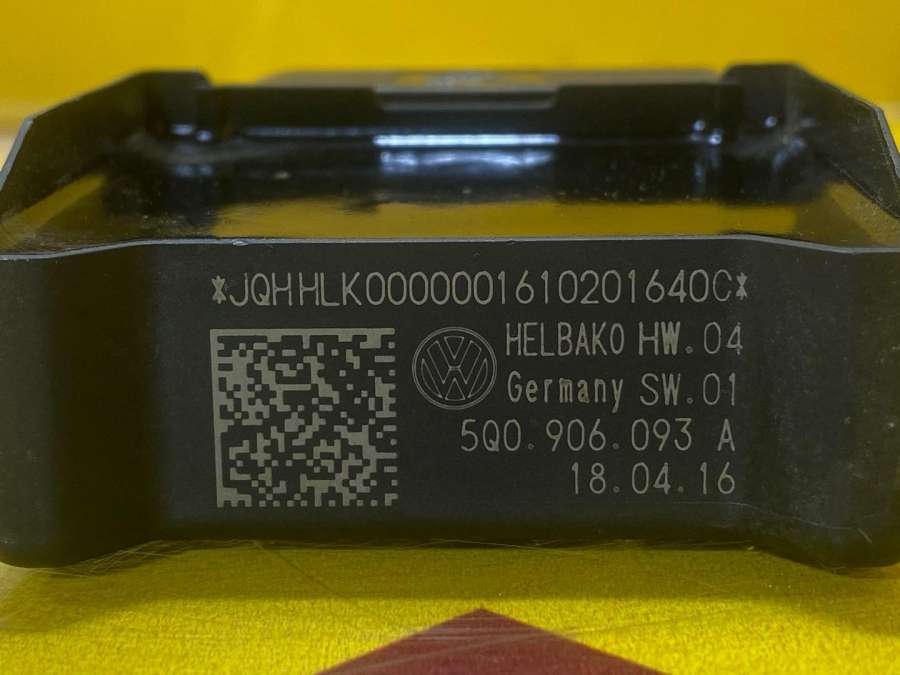 *JQHHLK0000001610201640C*
HELBAKO HW.04
Germany SW.01
5Q0.906.093 A
18.04.16